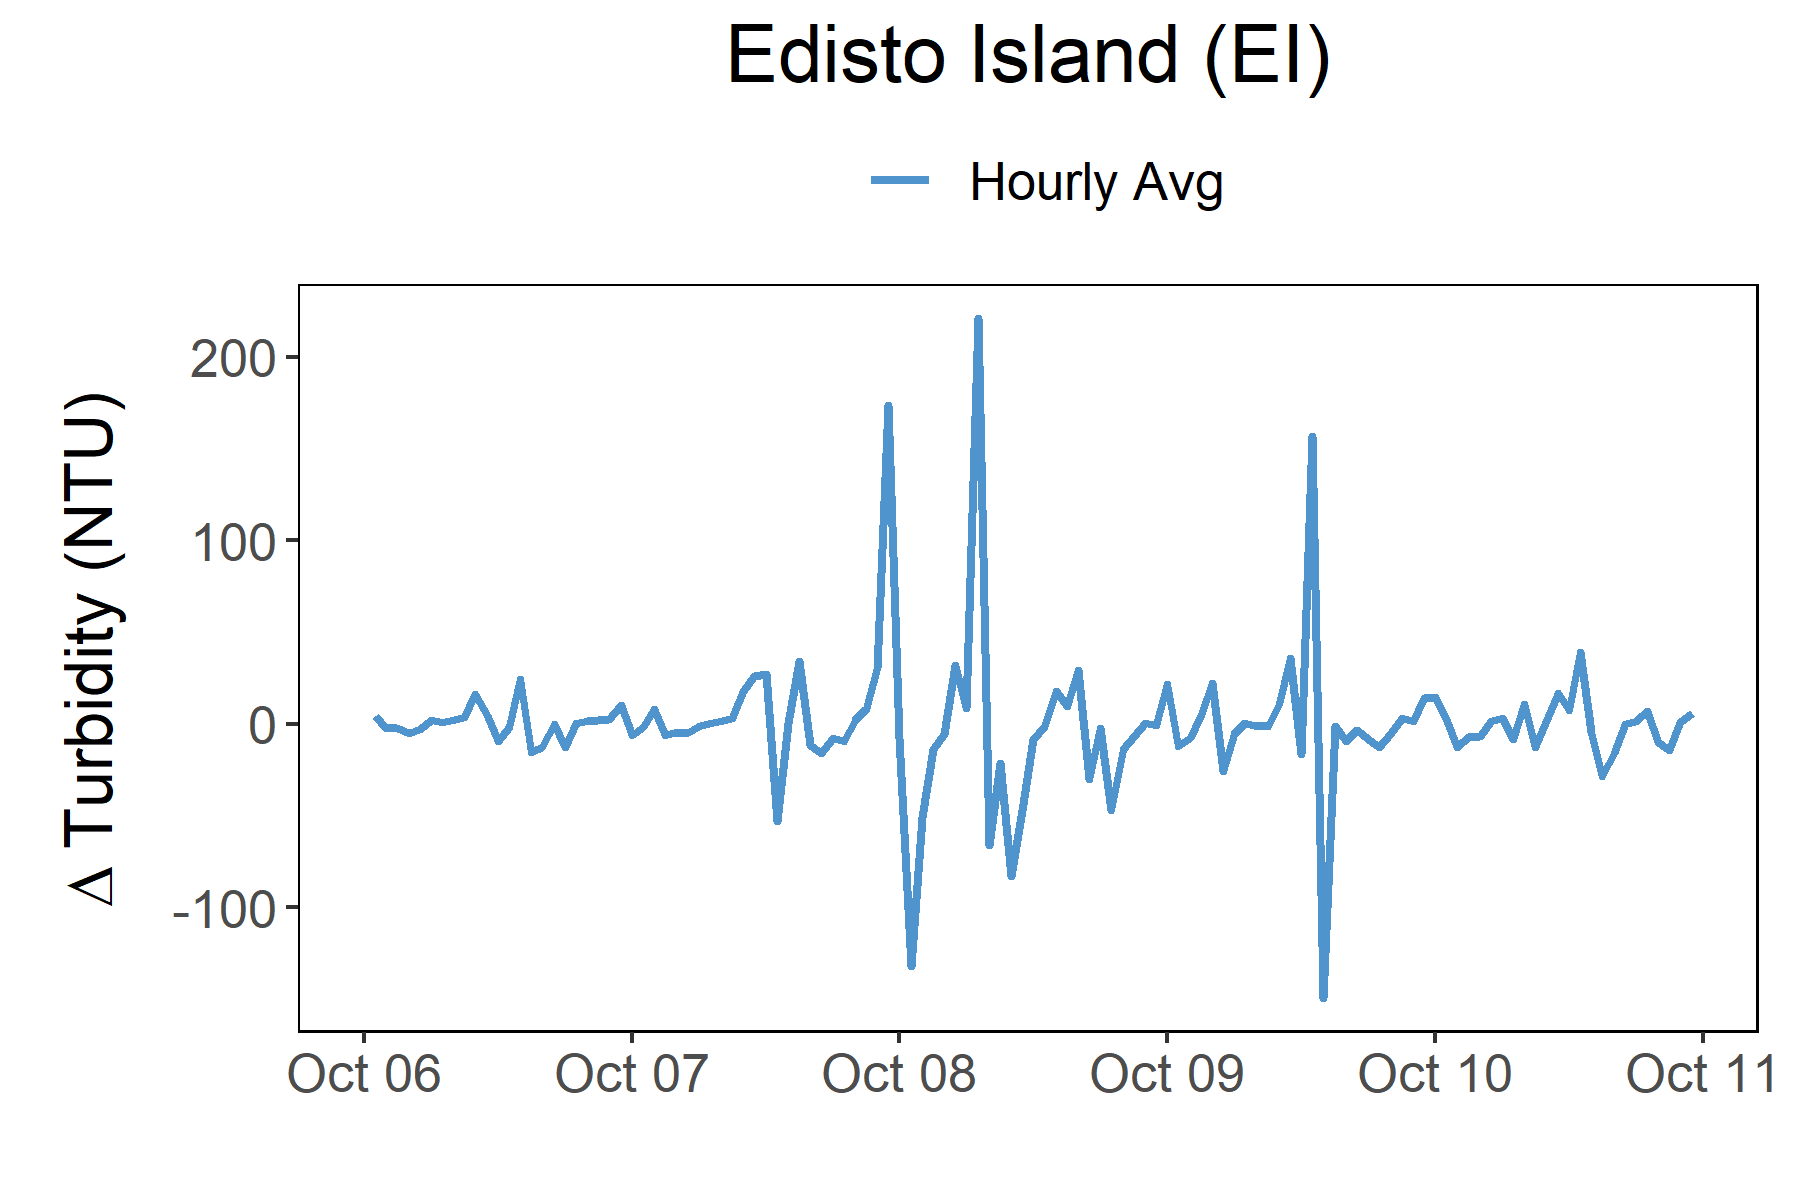 Edisto Island (EI)
Hourly Avg
Δ Turbidity (NTU)
200
100
0
-100
Oct 06 Oct 07 Oct 08 Oct 09 Oct 10 Oct 11